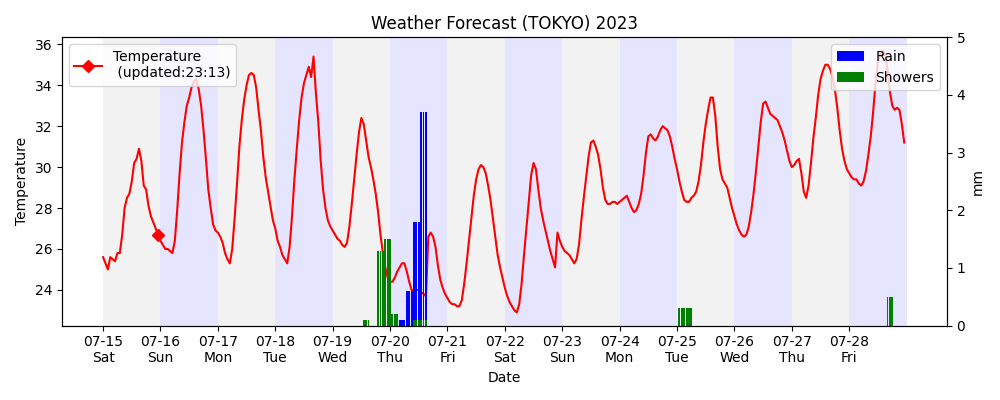 Weather Forecast (TOKYO) 2023
Temperature
(updated:23:13)
Rain
Showers
36
34
32
30
28
26
24
Temperature
5
4
3
2
1
0
mm
07-15 07-16 07-17 07-18 07-19 07-20 07-21 07-22 07-23 07-24 07-25 07-26 07-27 07-28
Sat Sun Mon Tue Wed Thu Fri Sat Sun Mon Tue Wed Thu Fri
Date